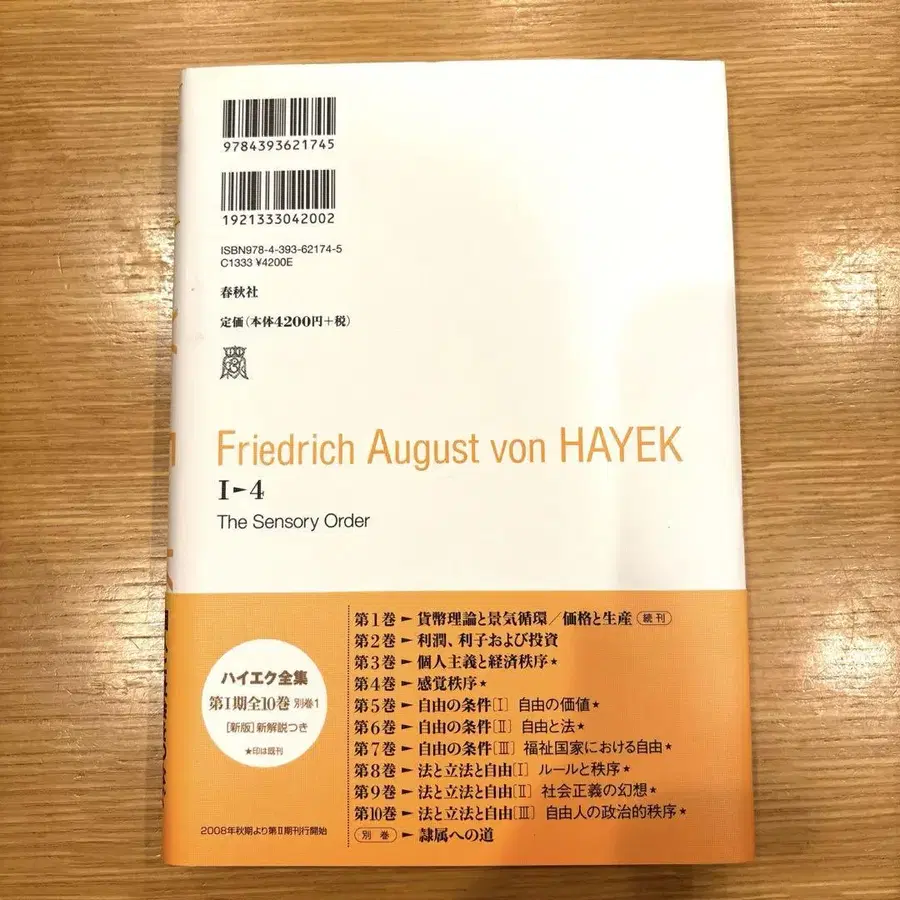 9784393621745
1921333042002
ISBN978-4-393-62174-5
C1333 ¥4200E
春秋社
定価(本体4200円+税)
Friedrich August von HAYEK
I►4
The Sensory Order
ハイエク全集
第I期全10巻 別巻1
[新版]新解説つき
★印は既刊
2008年秋期より第II期刊行開始
第1巻►貨幣理論と景気循環/価格と生産 続刊
第2巻►利潤、利子および投資
第3巻►個人主義と経済秩序★
第4巻►感覚秩序★
第5巻►自由の条件[I] 自由の価値★
第6巻►自由の条件[II] 自由と法★
第7巻►自由の条件[III] 福祉国家における自由★
第8巻►法と立法と自由[I] ルールと秩序★
第9巻►法と立法と自由[II] 社会正義の幻想★
第10巻►法と立法と自由[III] 自由人の政治的秩序★
別巻►隷属への道